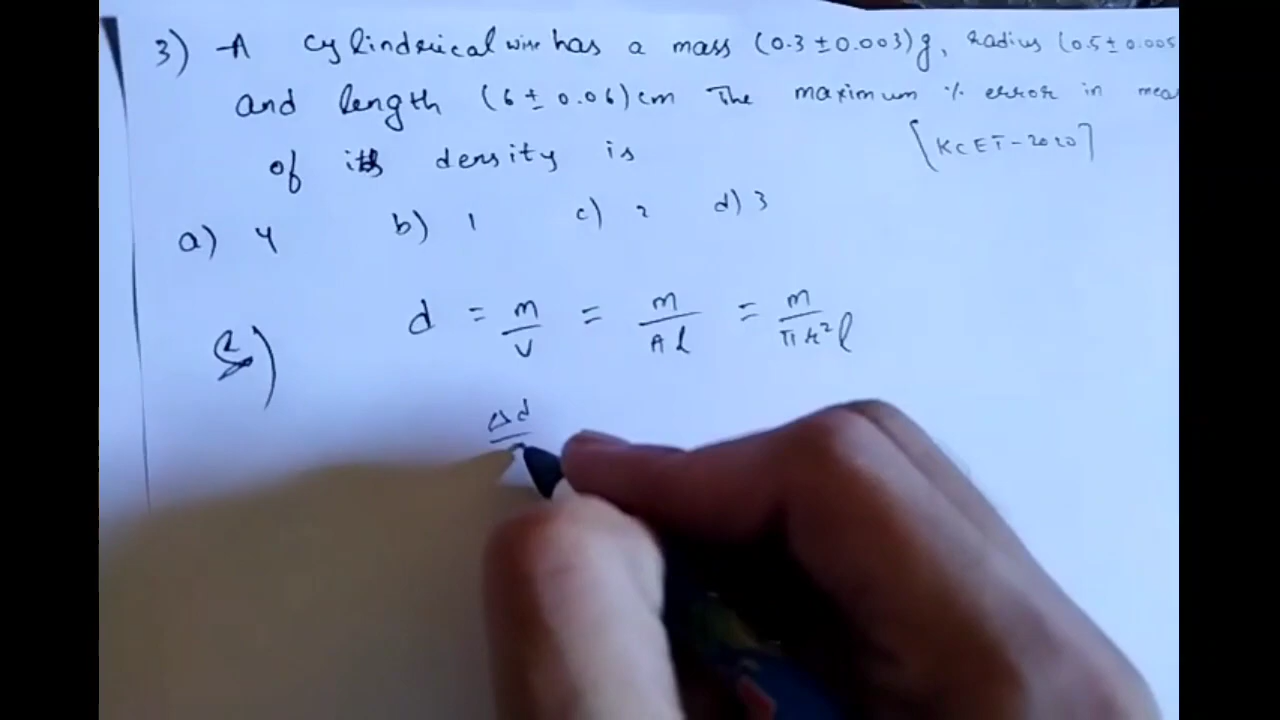 3) A cylindrical wire has a mass (0.3 ± 0.003)g, radius (0.5 ± 0.005
and length (6 ± 0.06)cm The maximum % error in mea
of its density is
[KCET-2020]
a) 4 b) 1 c) 2 d) 3
S) d = m/V = m/Al = m/πr²l
Δd